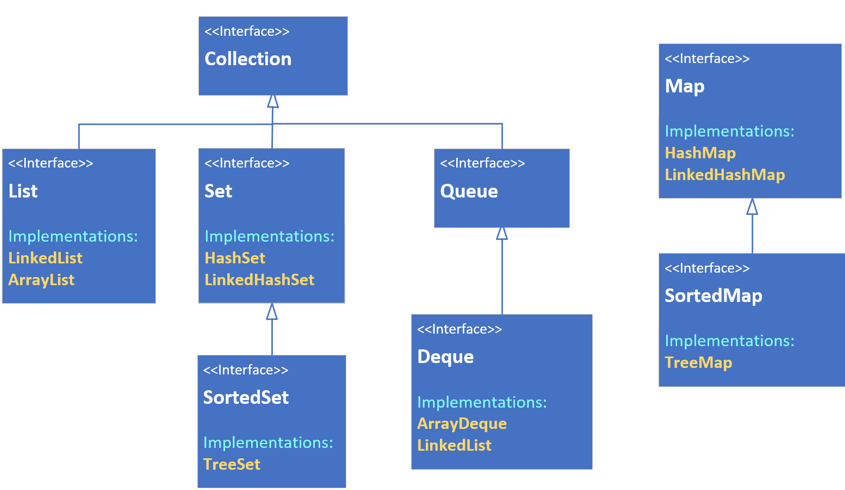 <<Interface>>
Collection
<<Interface>>
List
Implementations:
LinkedList
ArrayList
<<Interface>>
Set
Implementations:
HashSet
LinkedHashSet
<<Interface>>
Queue
<<Interface>>
SortedSet
Implementations:
TreeSet
<<Interface>>
Deque
Implementations:
ArrayDeque
LinkedList
<<Interface>>
Map
Implementations:
HashMap
LinkedHashMap
<<Interface>>
SortedMap
Implementations:
TreeMap